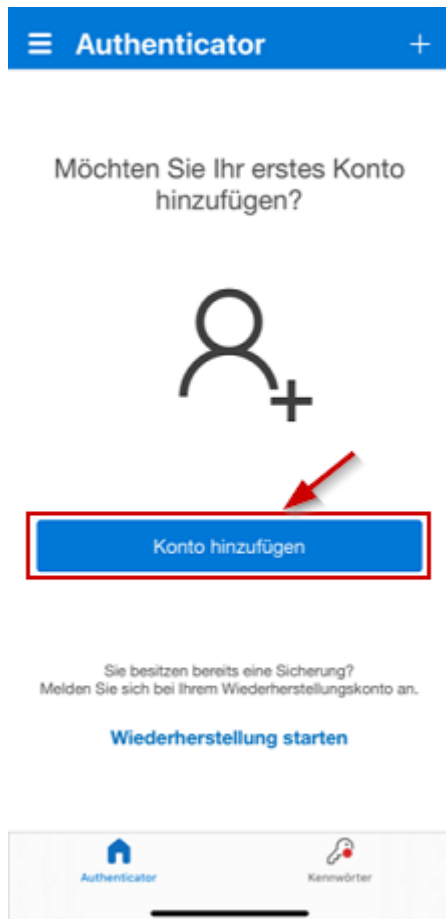 Authenticator
Möchten Sie Ihr erstes Konto
hinzufügen?
Konto hinzufügen
Sie besitzen bereits eine Sicherung?
Melden Sie sich bei Ihrem Wiederherstellungskonto an.
Wiederherstellung starten
Authenticator
Kennwörter